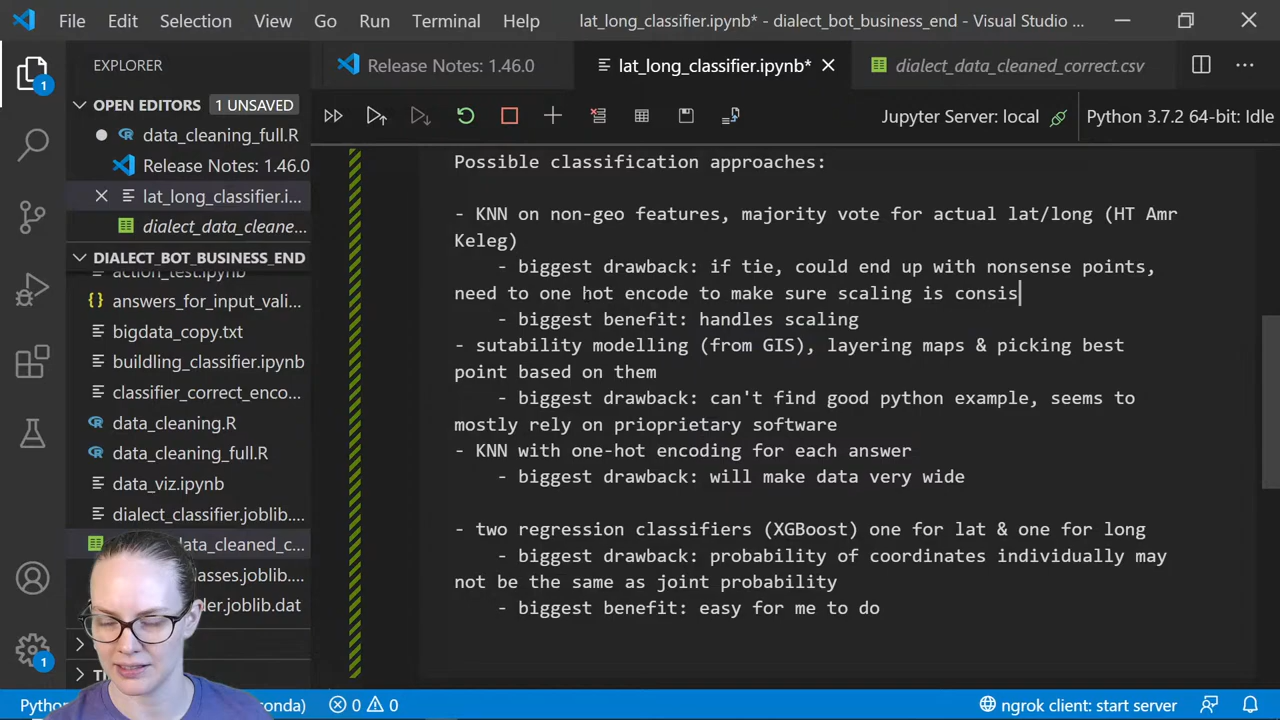 File Edit Selection View Go Run Terminal Help lat_long_classifier.ipynb* - dialect_bot_business_end - Visual Studio ...
EXPLORER
Release Notes: 1.46.0 lat_long_classifier.ipynb* dialect_data_cleaned_correct.csv
OPEN EDITORS 1 UNSAVED
data_cleaning_full.R
Release Notes: 1.46.0
lat_long_classifier.i...
dialect_data_cleane...
DIALECT_BOT_BUSINESS_END
action_test.ipynb
answers_for_input_vali...
bigdata_copy.txt
buildling_classifier.ipynb
classifier_correct_enco...
data_cleaning.R
data_cleaning_full.R
data_viz.ipynb
dialect_classifier.joblib....
data_cleaned_c...
asses.joblib....
der.joblib.dat
Jupyter Server: local Python 3.7.2 64-bit: Idle
Possible classification approaches:
- KNN on non-geo features, majority vote for actual lat/long (HT Amr
Keleg)
- biggest drawback: if tie, could end up with nonsense points,
need to one hot encode to make sure scaling is consis
- biggest benefit: handles scaling
- sutability modelling (from GIS), layering maps & picking best
point based on them
- biggest drawback: can't find good python example, seems to
mostly rely on prioprietary software
- KNN with one-hot encoding for each answer
- biggest drawback: will make data very wide
- two regression classifiers (XGBoost) one for lat & one for long
- biggest drawback: probability of coordinates individually may
not be the same as joint probability
- biggest benefit: easy for me to do
1
1
Pytho onda) 0 0 ngrok client: start server